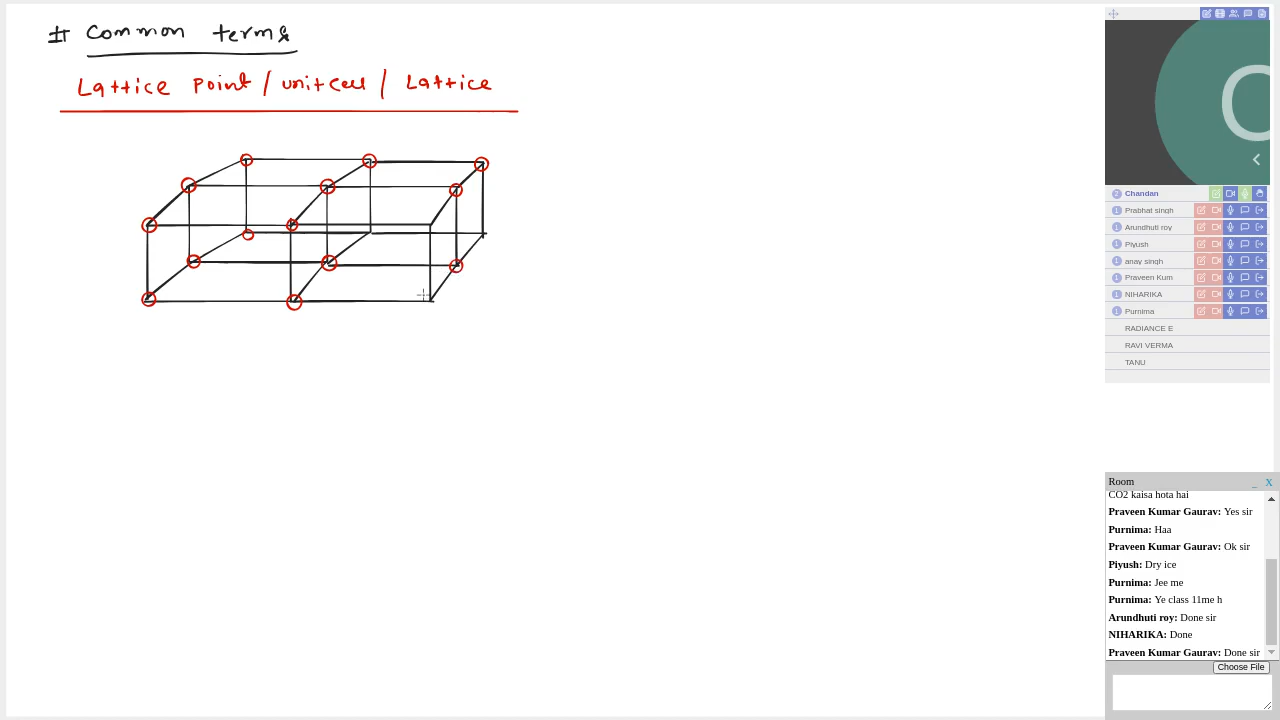 # Common terms
Lattice Point / unit cell / Lattice
C
Chandan
Prabhat singh
Arundhuti roy
Piyush
anay singh
Praveen Kum
NIHARIKA
Purnima
RADIANCE E
RAVI VERMA
TANU
Room _ X
CO2 kaisa hota hai
Praveen Kumar Gaurav: Yes sir
Purnima: Haa
Praveen Kumar Gaurav: Ok sir
Piyush: Dry ice
Purnima: Jee me
Purnima: Ye class 11me h
Arundhuti roy: Done sir
NIHARIKA: Done
Praveen Kumar Gaurav: Done sir
Choose File